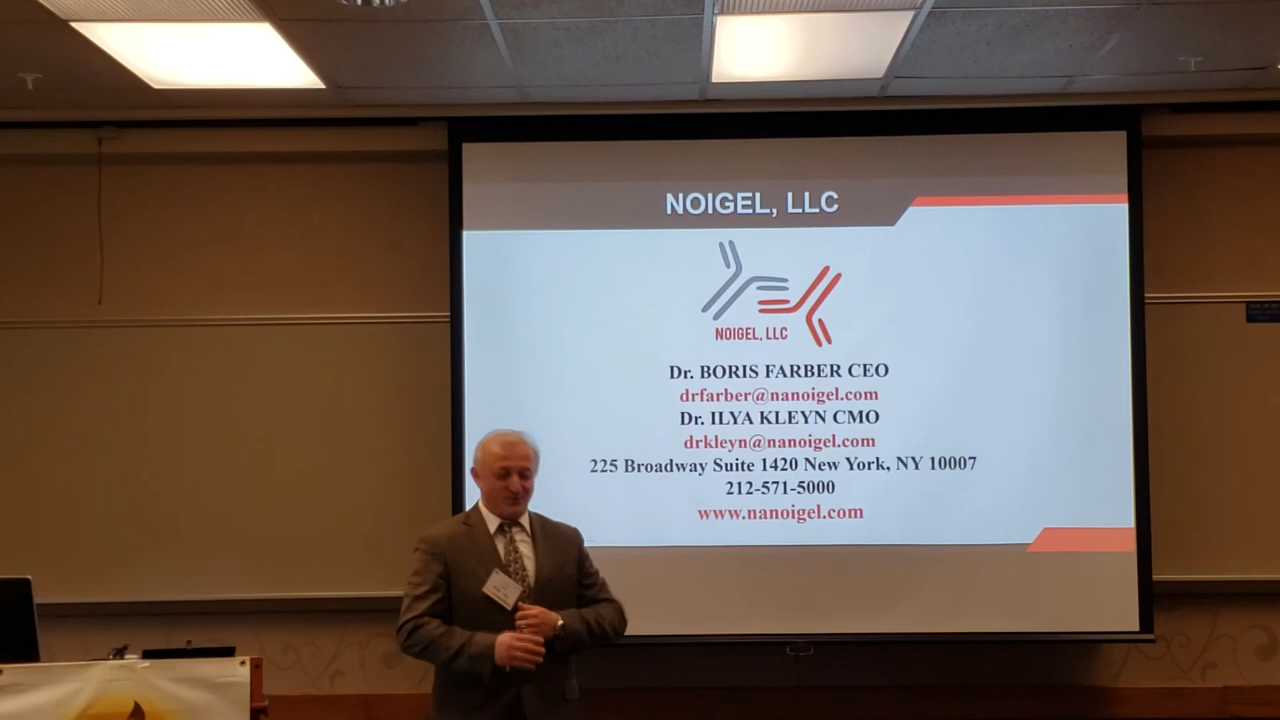 NOIGEL, LLC
NOIGEL, LLC
Dr. BORIS FARBER CEO
drfarber@nanoigel.com
Dr. ILYA KLEYN CMO
drkleyn@nanoigel.com
225 Broadway Suite 1420 New York, NY 10007
212-571-5000
www.nanoigel.com